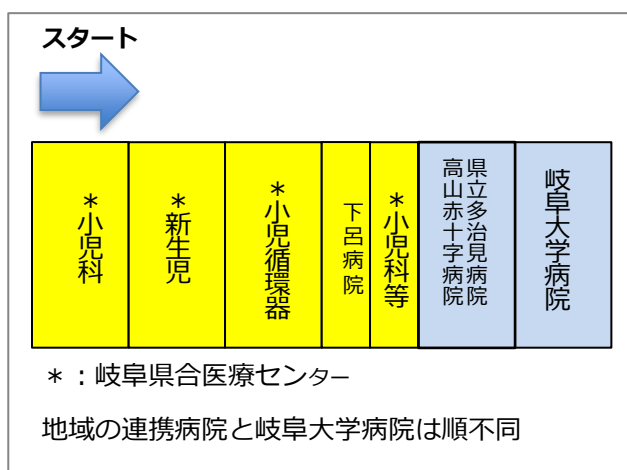 スタート
＊小児科
＊新生児
＊小児循環器
下呂病院
＊小児科等
県立多治見病院
高山赤十字病院
岐阜大学病院
＊：岐阜県合医療センター
地域の連携病院と岐阜大学病院は順不同